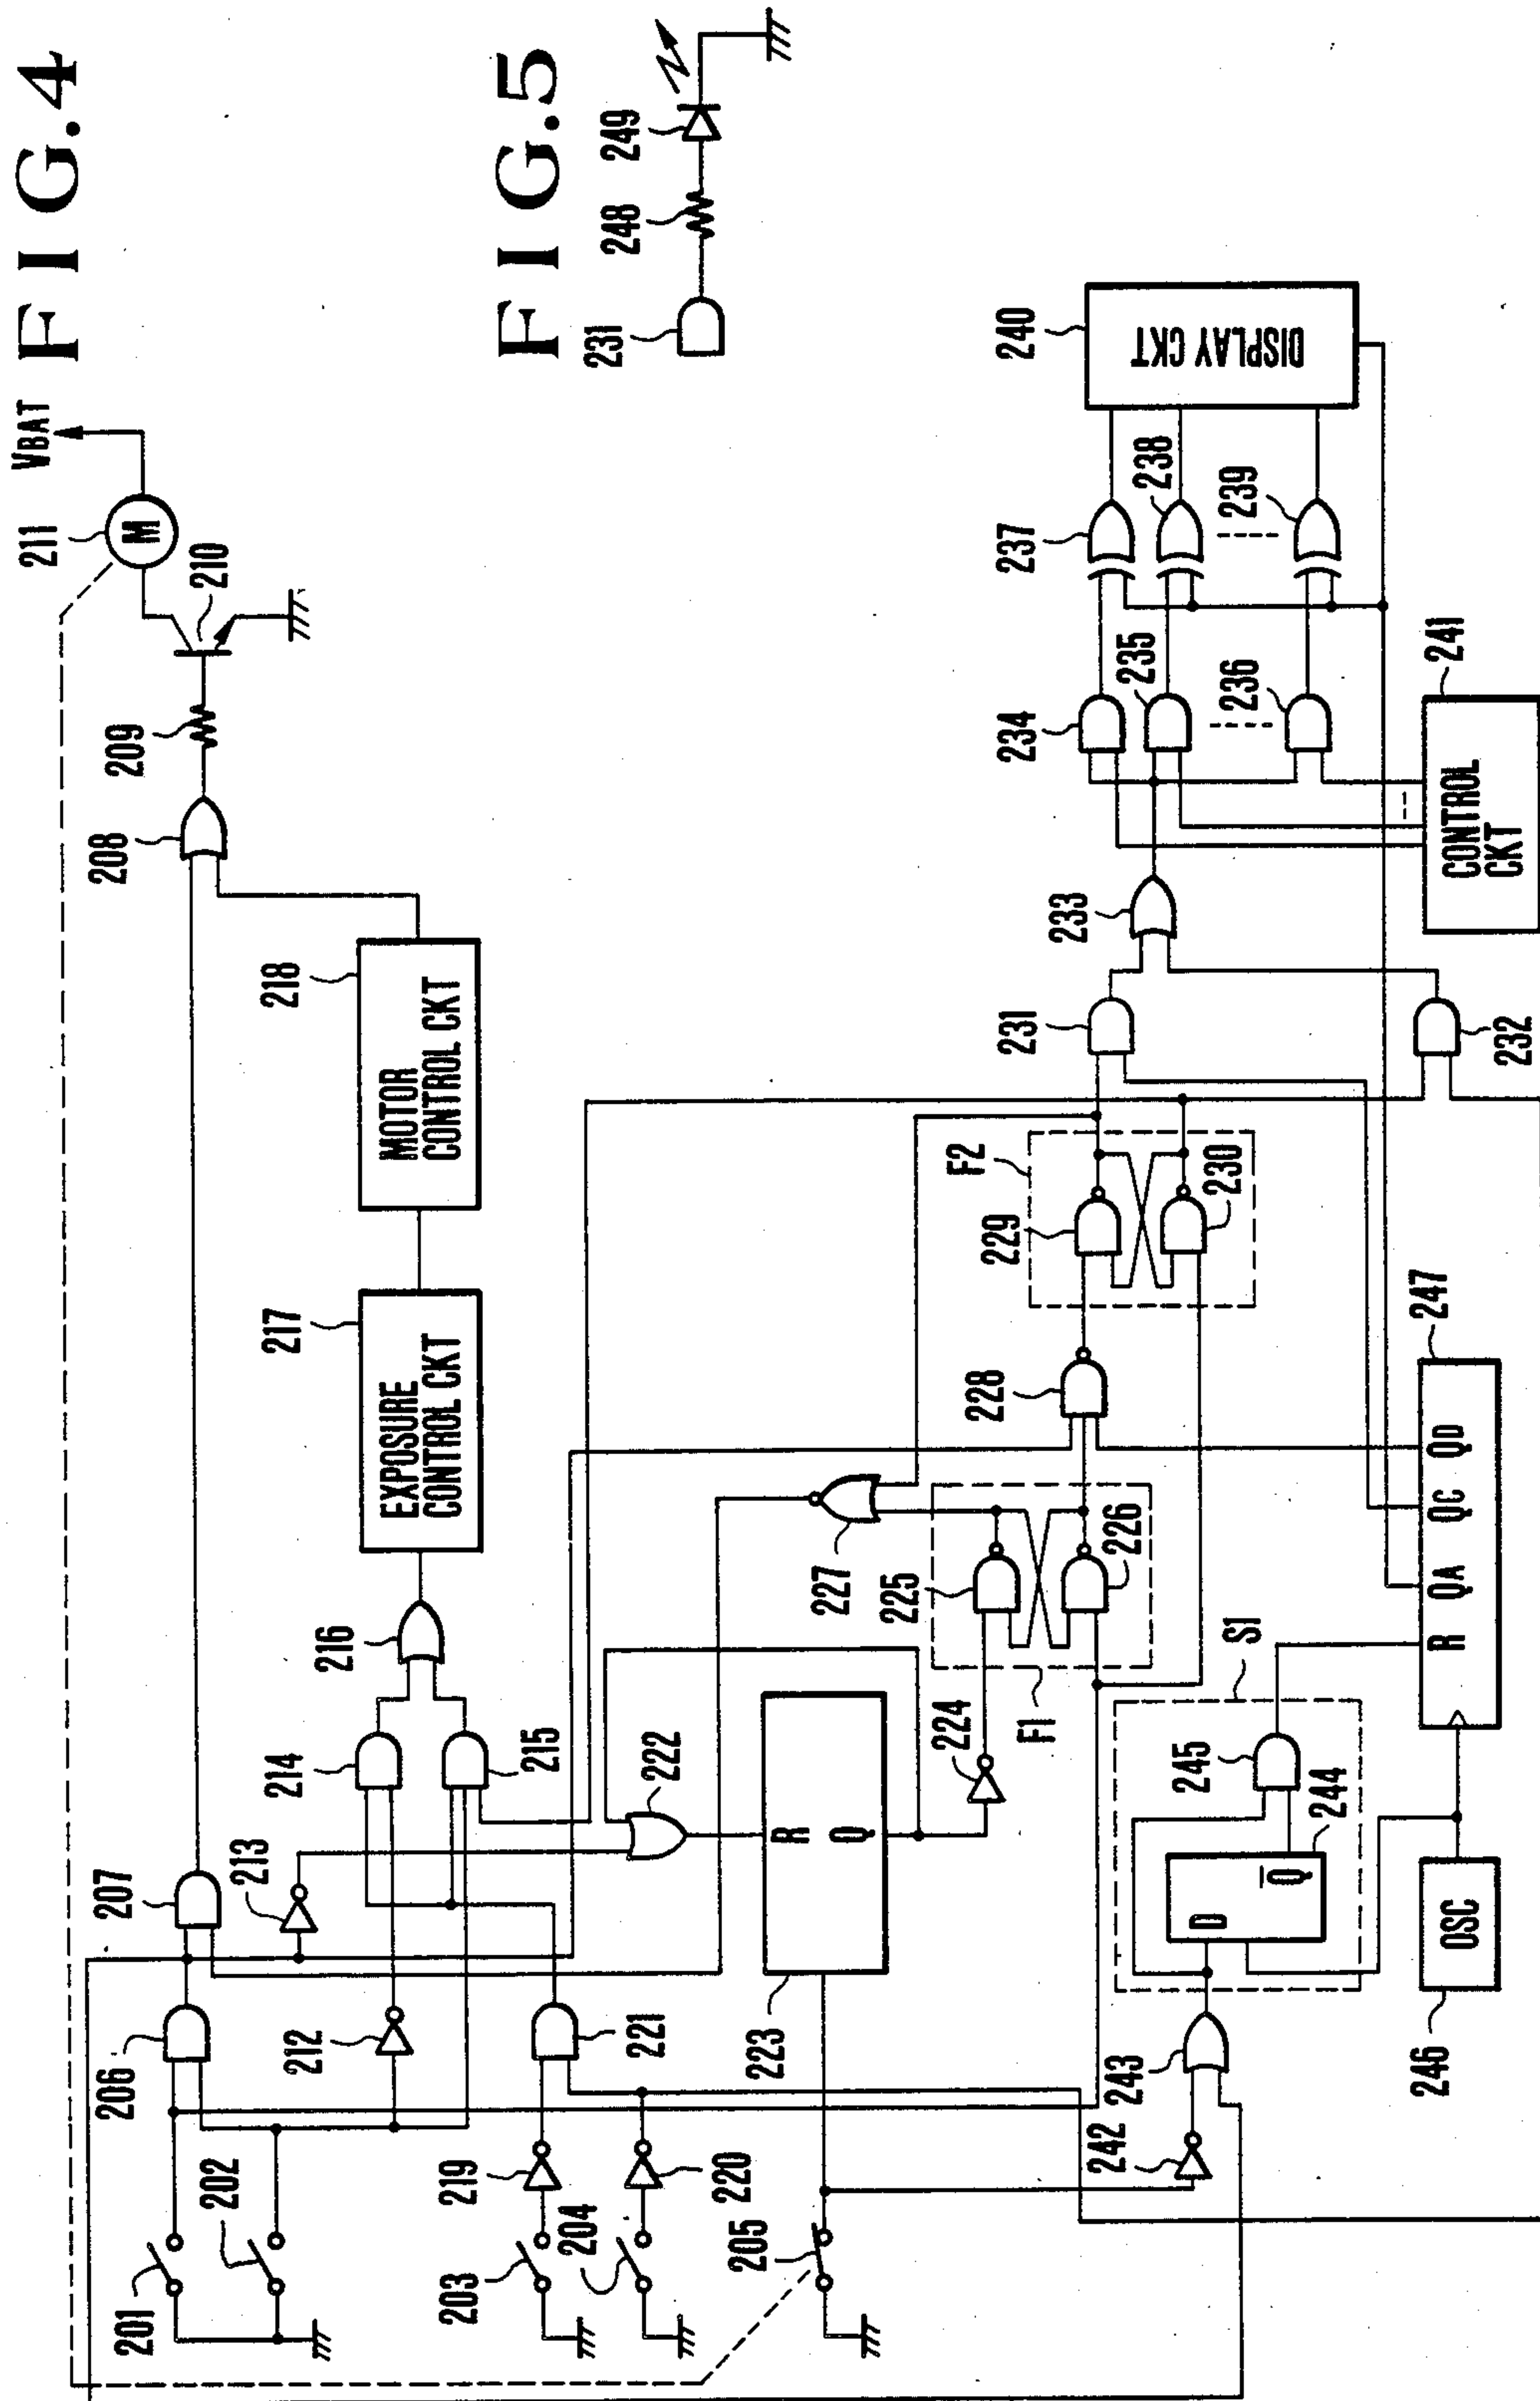 FIG.4
VBAT
211
M
210
209
208
218
MOTOR
CONTROL CKT
217
EXPOSURE
CONTROL CKT
216
214
215
213
207
206
212
201
202
203
204
205
219
220
221
222
223
R
Q
224
F1
225
226
227
228
F2
229
230
231
232
233
234
235
236
237
238
239
240
DISPLAY CKT
241
CONTROL
CKT
242
243
S1
D
Q̅
244
245
246
OSC
247
R QA QC QD
FIG.5
231
248
249